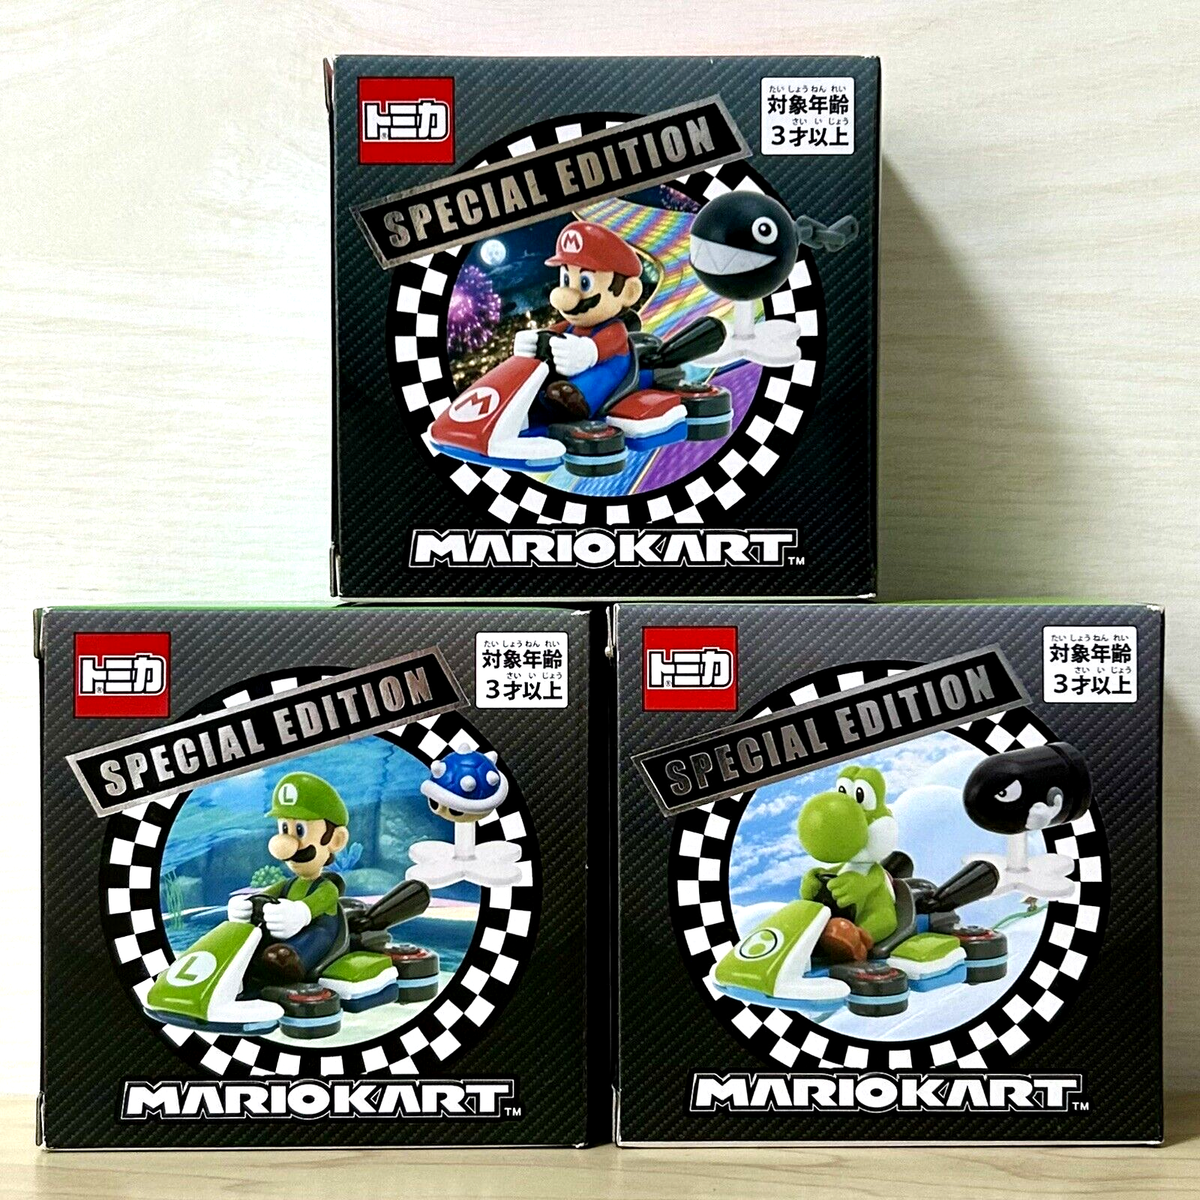 トミカ
®
たいしょうねんれい
対象年齢
さいいじょう
3才以上
SPECIAL EDITION
M
M
MARIOKART™
トミカ
®
たいしょうねんれい
対象年齢
さいいじょう
3才以上
SPECIAL EDITION
L
L
MARIOKART™
トミカ
®
たいしょうねんれい
対象年齢
さいいじょう
3才以上
SPECIAL EDITION
MARIOKART™